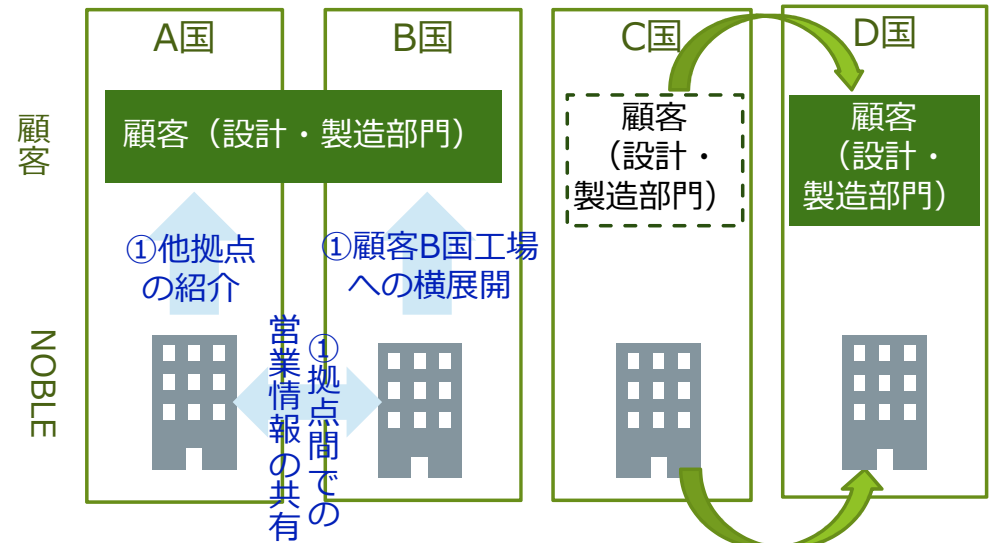 A国
B国
C国
D国
顧客
顧客（設計・製造部門）
顧客
（設計・
製造部門）
顧客
（設計・
製造部門）
①他拠点
の紹介
①顧客B国工場
への横展開
NOBLE
①拠点間での
営業情報の共有